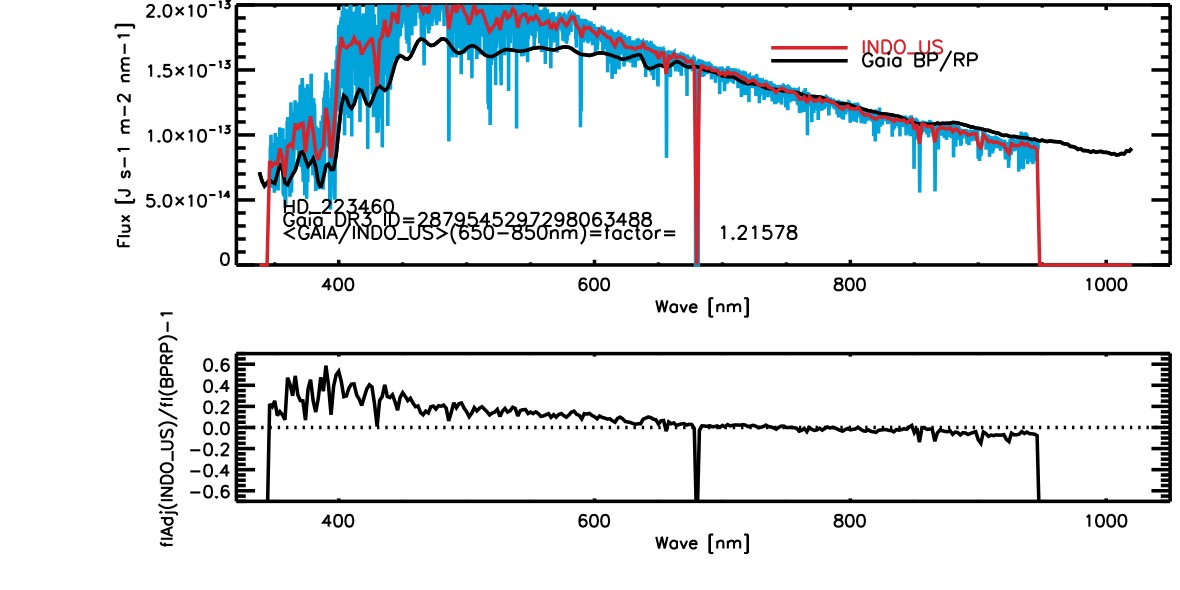 2.0×10⁻¹³
1.5×10⁻¹³
1.0×10⁻¹³
5.0×10⁻¹⁴
0
Flux [J s−1 m−2 nm−1]
INDO_US
Gaia BP/RP
HD_223460
Gaia DR3 ID=2879545297298063488
<GAIA/INDO_US>(650−850nm)=factor= 1.21578
400 600 800 1000
Wave [nm]
flAdj(INDO_US)/fl(BPRP)−1
0.6
0.4
0.2
0.0
−0.2
−0.4
−0.6
400 600 800 1000
Wave [nm]